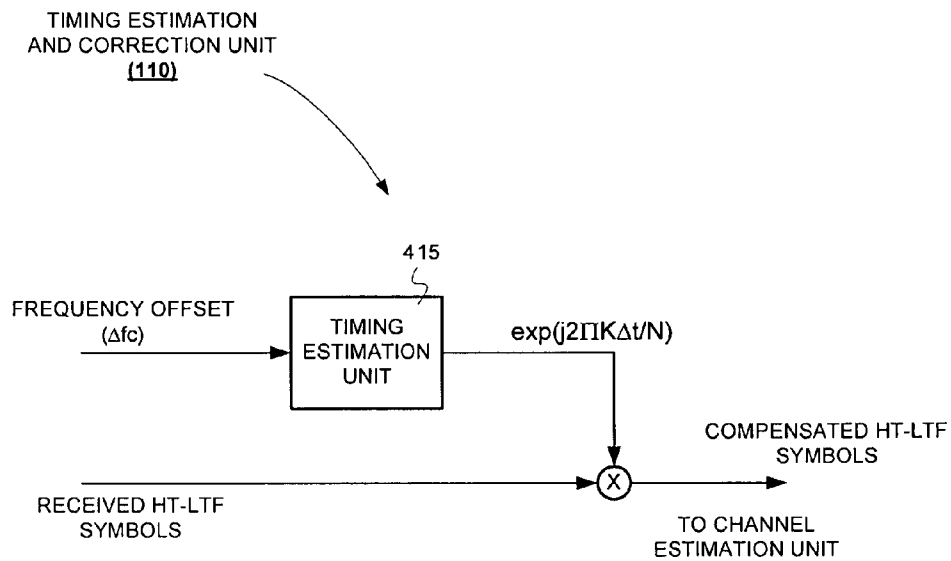 TIMING ESTIMATION
AND CORRECTION UNIT
(110)
415
FREQUENCY OFFSET
(Δfc)
TIMING
ESTIMATION
UNIT
exp(j2ΠKΔt/N)
X
COMPENSATED HT-LTF
SYMBOLS
RECEIVED HT-LTF
SYMBOLS
TO CHANNEL
ESTIMATION UNIT